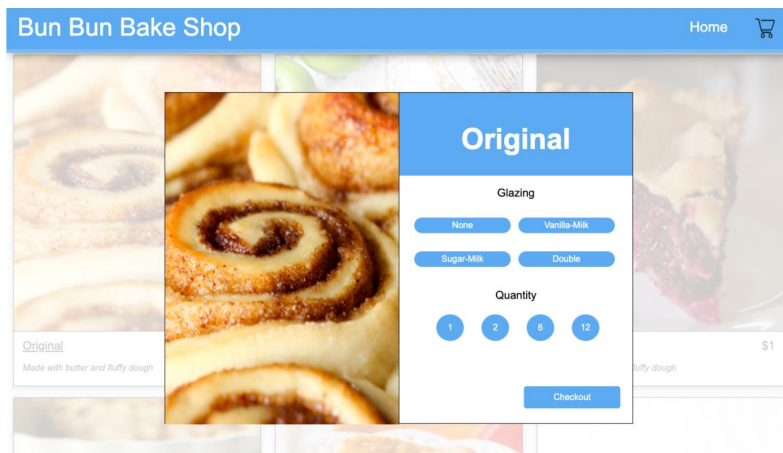 Bun Bun Bake Shop
Home
Original
Glazing
None
Vanilla-Milk
Sugar-Milk
Double
Quantity
1
2
6
12
Checkout
Original
Made with butter and fluffy dough
$1
fluffy dough